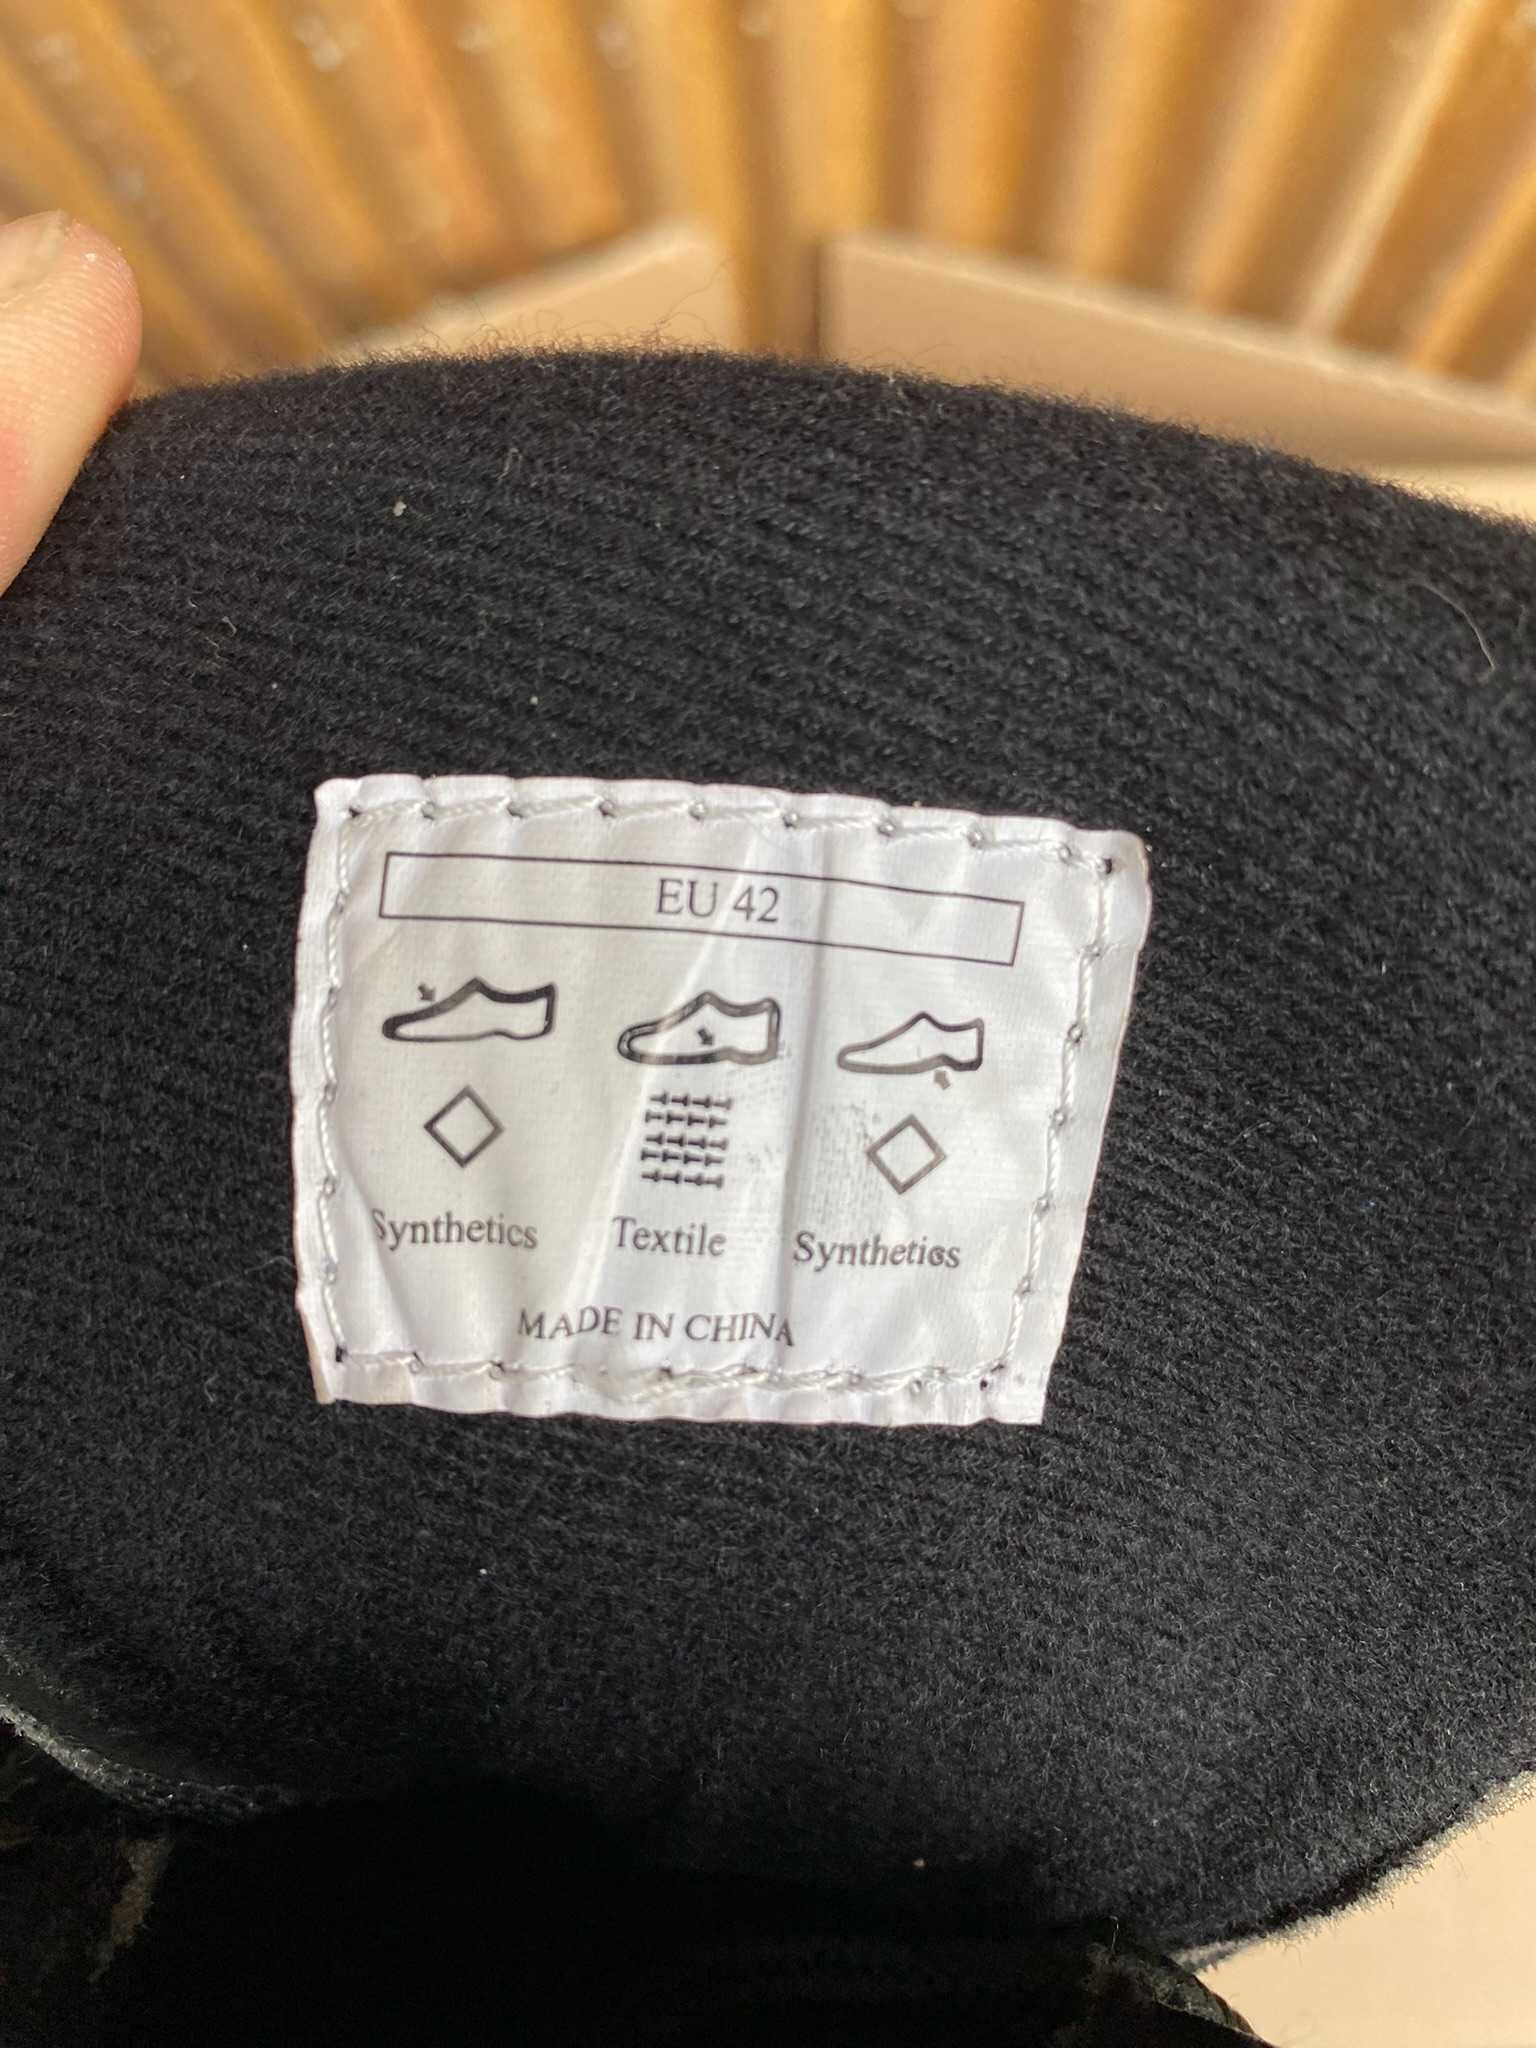 EU 42
Synthetics Textile Synthetics
MADE IN CHINA